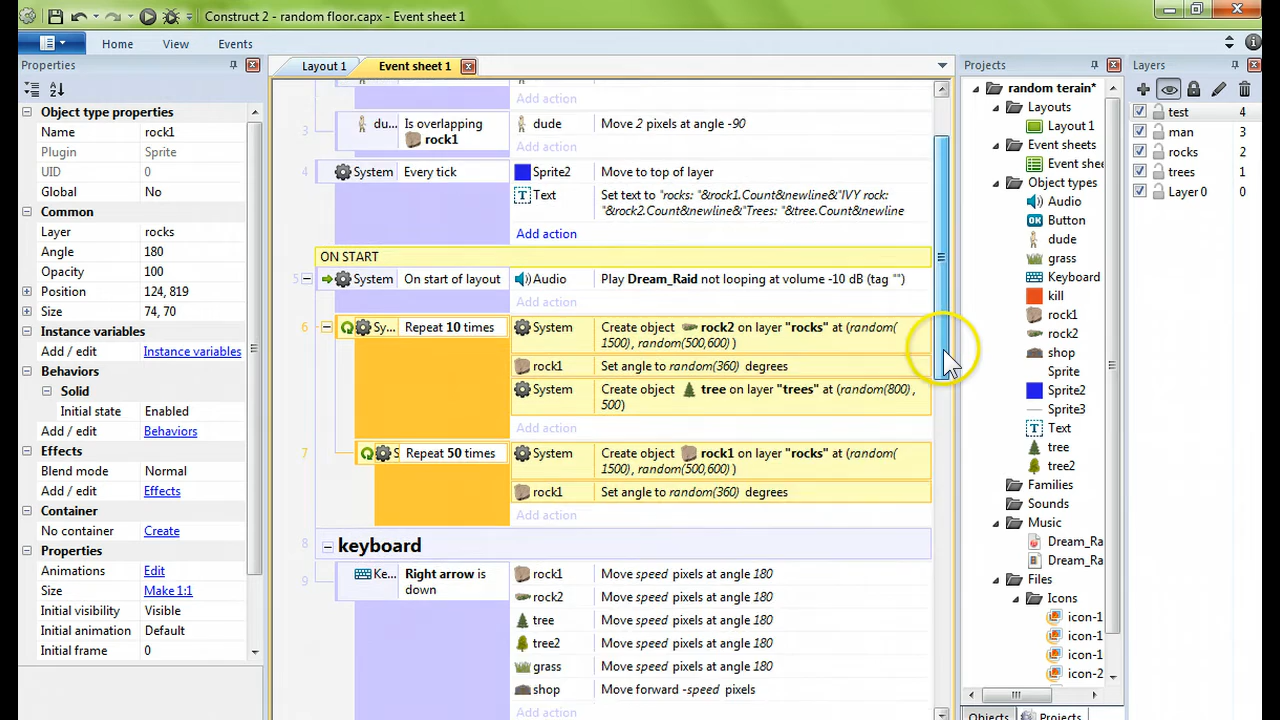 Construct 2 - random floor.capx - Event sheet 1
Home View Events
Properties
Object type properties
Name rock1
Plugin Sprite
UID 0
Global No
Common
Layer rocks
Angle 180
Opacity 100
Position 124, 819
Size 74, 70
Instance variables
Add / edit Instance variables
Behaviors
Solid
Initial state Enabled
Add / edit Behaviors
Effects
Blend mode Normal
Add / edit Effects
Container
No container Create
Properties
Animations Edit
Size Make 1:1
Initial visibility Visible
Initial animation Default
Initial frame 0
Layout 1 Event sheet 1
Add action
3 du... Is overlapping rock1 dude Move 2 pixels at angle -90
Add action
4 System Every tick Sprite2 Move to top of layer
Text Set text to "rocks: "&rock1.Count&newline&"IVY rock:
"&rock2.Count&newline&"Trees: "&tree.Count&newline
Add action
ON START
5 System On start of layout Audio Play Dream_Raid not looping at volume -10 dB (tag "")
Add action
6 Sy... Repeat 10 times System Create object rock2 on layer "rocks" at (random(
1500), random(500,600) )
rock1 Set angle to random(360) degrees
System Create object tree on layer "trees" at (random(800) ,
500)
Add action
7 S Repeat 50 times System Create object rock1 on layer "rocks" at (random(
1500), random(500,600) )
rock1 Set angle to random(360) degrees
Add action
8 keyboard
9 Ke... Right arrow is down rock1 Move speed pixels at angle 180
rock2 Move speed pixels at angle 180
tree Move speed pixels at angle 180
tree2 Move speed pixels at angle 180
grass Move speed pixels at angle 180
shop Move forward -speed pixels
Add action
Projects
random terain*
Layouts
Layout 1
Event sheets
Event shee
Object types
Audio
Button
dude
grass
Keyboard
kill
rock1
rock2
shop
Sprite
Sprite2
Sprite3
Text
tree
tree2
Families
Sounds
Music
Dream_Ra
Dream_Ra
Files
Icons
icon-1
icon-1
icon-1
icon-2
Objects Projects
Layers
test 4
man 3
rocks 2
trees 1
Layer 0 0